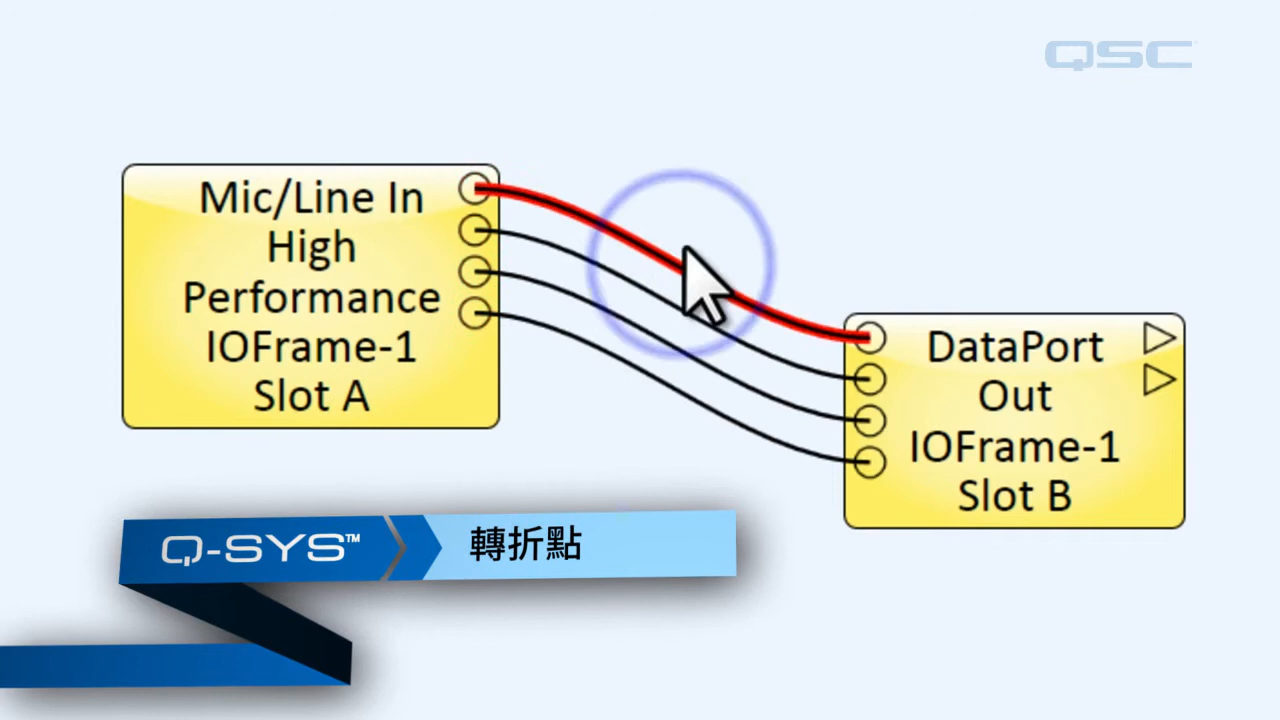 QSC
Mic/Line In
High
Performance
IOFrame-1
Slot A
DataPort
Out
IOFrame-1
Slot B
Q-SYS™
轉折點